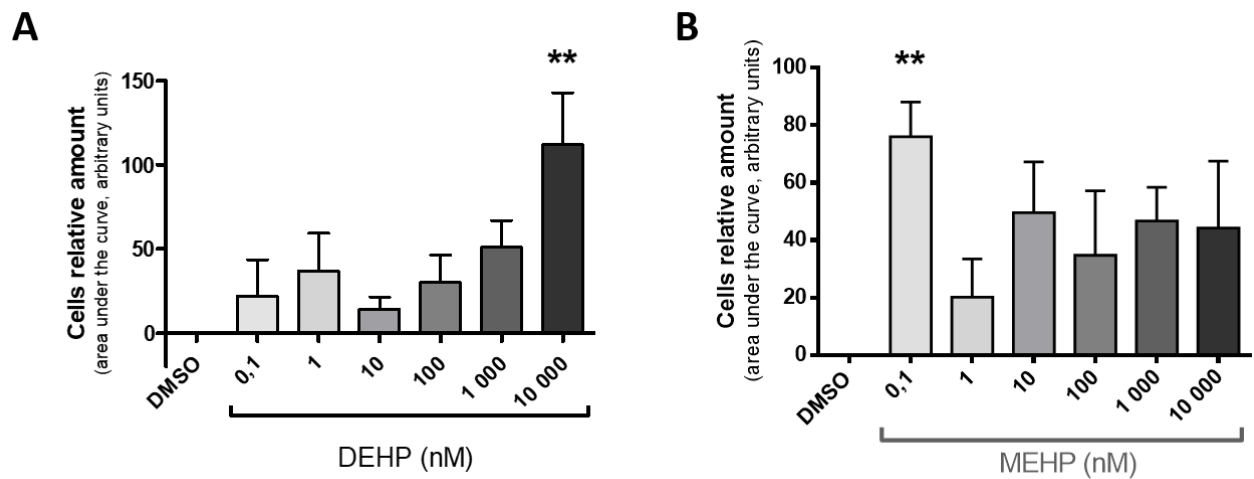 A
Cells relative amount
(area under the curve, arbitrary units)
150
100
50
0
**
DMSO
0,1
1
10
100
1 000
10 000
DEHP (nM)
B
Cells relative amount
(area under the curve, arbitrary units)
100
80
60
40
20
0
**
DMSO
0,1
1
10
100
1 000
10 000
MEHP (nM)